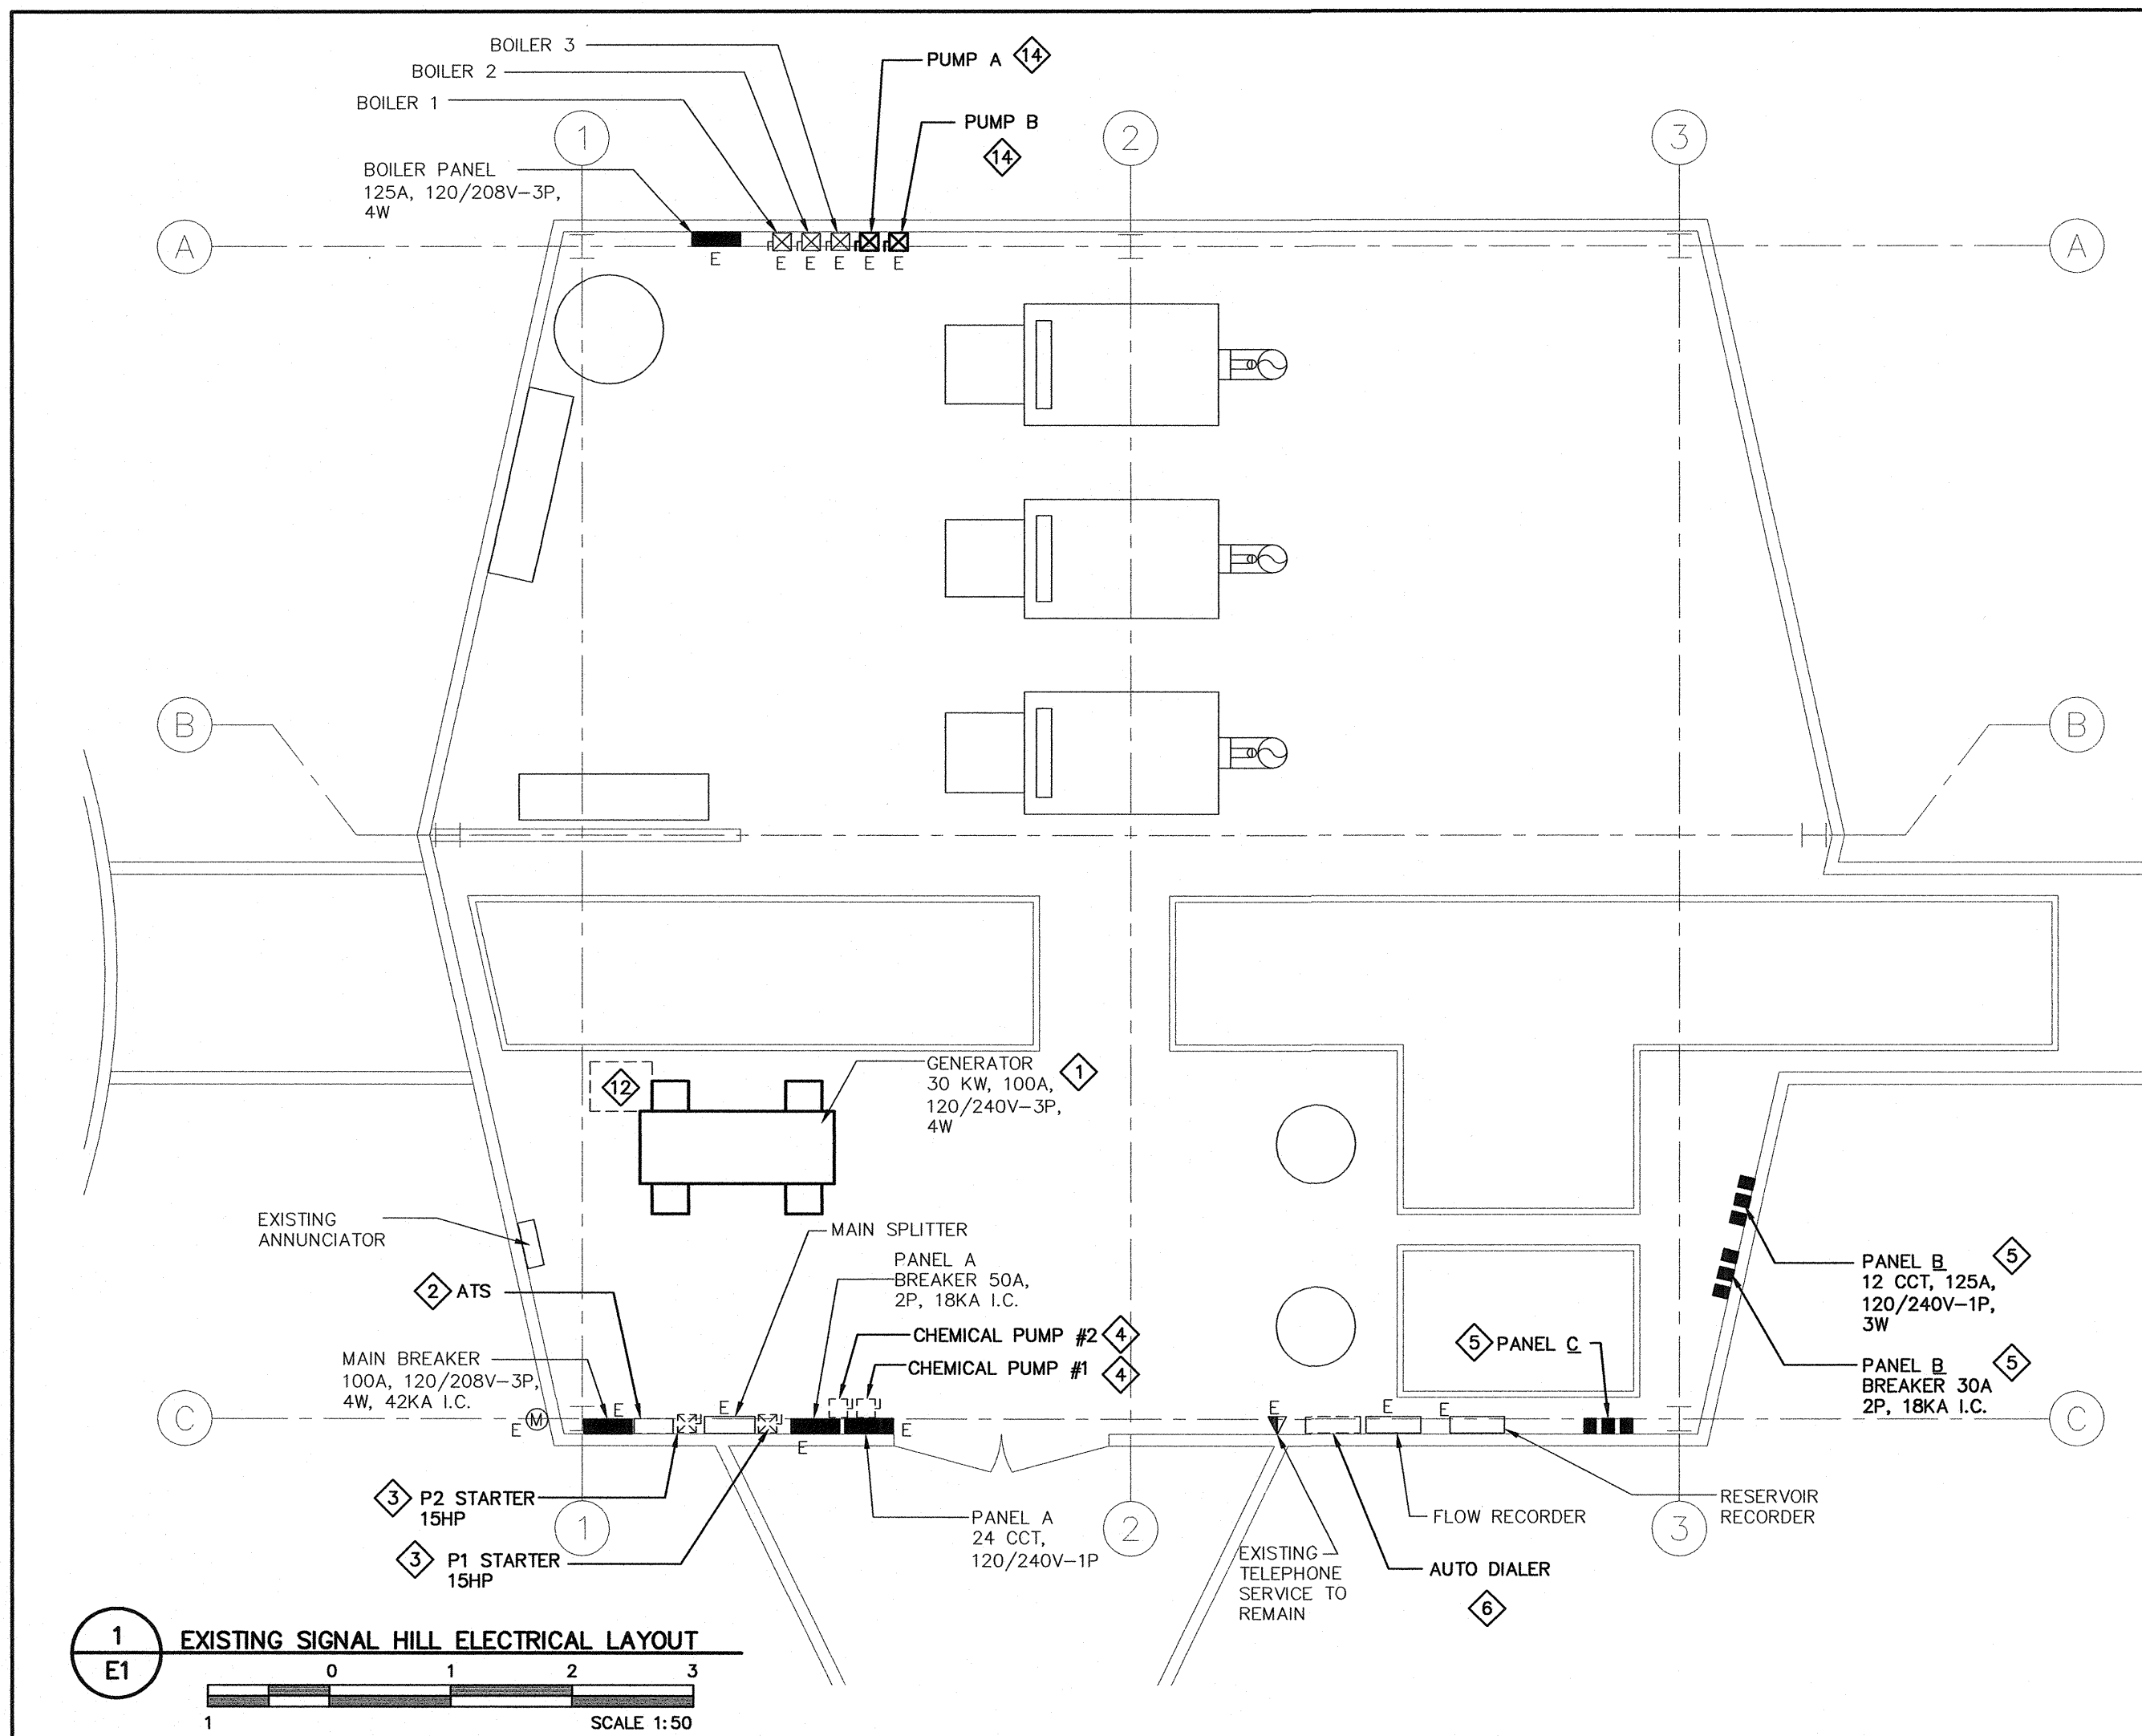 BOILER 3
BOILER 2
BOILER 1
PUMP A 14
PUMP B
14
1
2
3
BOILER PANEL
125A, 120/208V-3P,
4W
A
A
E
E
E
E
E
E
B
B
12
GENERATOR
30 KW, 100A,
120/240V-3P,
4W
1
EXISTING
ANNUNCIATOR
MAIN SPLITTER
PANEL A
BREAKER 50A,
2P, 18KA I.C.
2 ATS
CHEMICAL PUMP #2 4
CHEMICAL PUMP #1 4
MAIN BREAKER
100A, 120/208V-3P,
4W, 42KA I.C.
5 PANEL C
PANEL B 5
12 CCT, 125A,
120/240V-1P,
3W
PANEL B 5
BREAKER 30A
2P, 18KA I.C.
C
E
M
E
E
E
E
E
E
E
C
3 P2 STARTER
15HP
3 P1 STARTER
15HP
1
PANEL A
24 CCT,
120/240V-1P
2
EXISTING
TELEPHONE
SERVICE TO
REMAIN
FLOW RECORDER
AUTO DIALER
6
3
RESERVOIR
RECORDER
1
E1
EXISTING SIGNAL HILL ELECTRICAL LAYOUT
0 1 2 3
1
SCALE 1:50